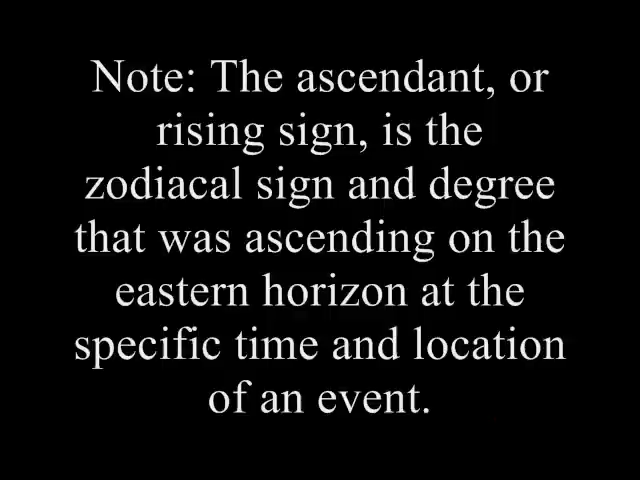 Note: The ascendant, or
rising sign, is the
zodiacal sign and degree
that was ascending on the
eastern horizon at the
specific time and location
of an event.